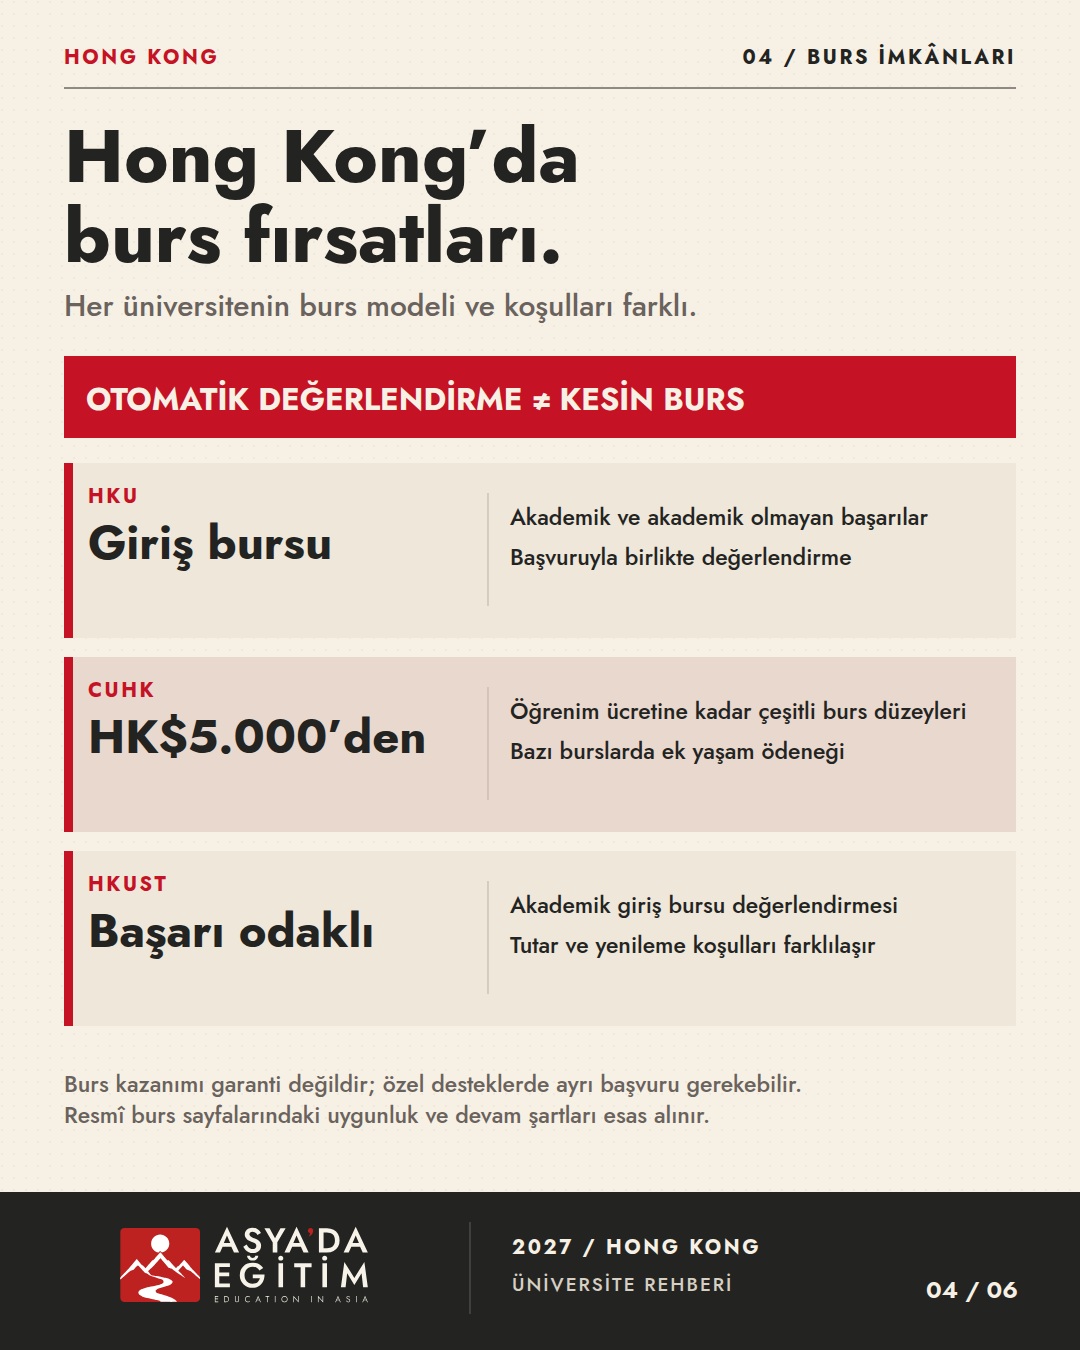 HONG KONG
04 / BURS İMKÂNLARI
Hong Kong’da
burs fırsatları.
Her üniversitenin burs modeli ve koşulları farklı.
OTOMATİK DEĞERLENDİRME ≠ KESİN BURS
HKU
Giriş bursu
Akademik ve akademik olmayan başarılar
Başvuruyla birlikte değerlendirme
CUHK
HK$5.000’den
Öğrenim ücretine kadar çeşitli burs düzeyleri
Bazı burslarda ek yaşam ödeneği
HKUST
Başarı odaklı
Akademik giriş bursu değerlendirmesi
Tutar ve yenileme koşulları farklılaşır
Burs kazanımı garanti değildir; özel desteklerde ayrı başvuru gerekebilir.
Resmî burs sayfalarındaki uygunluk ve devam şartları esas alınır.
ASYA’DA
EĞİTİM
EDUCATION IN ASIA
2027 / HONG KONG
ÜNİVERSİTE REHBERİ
04 / 06